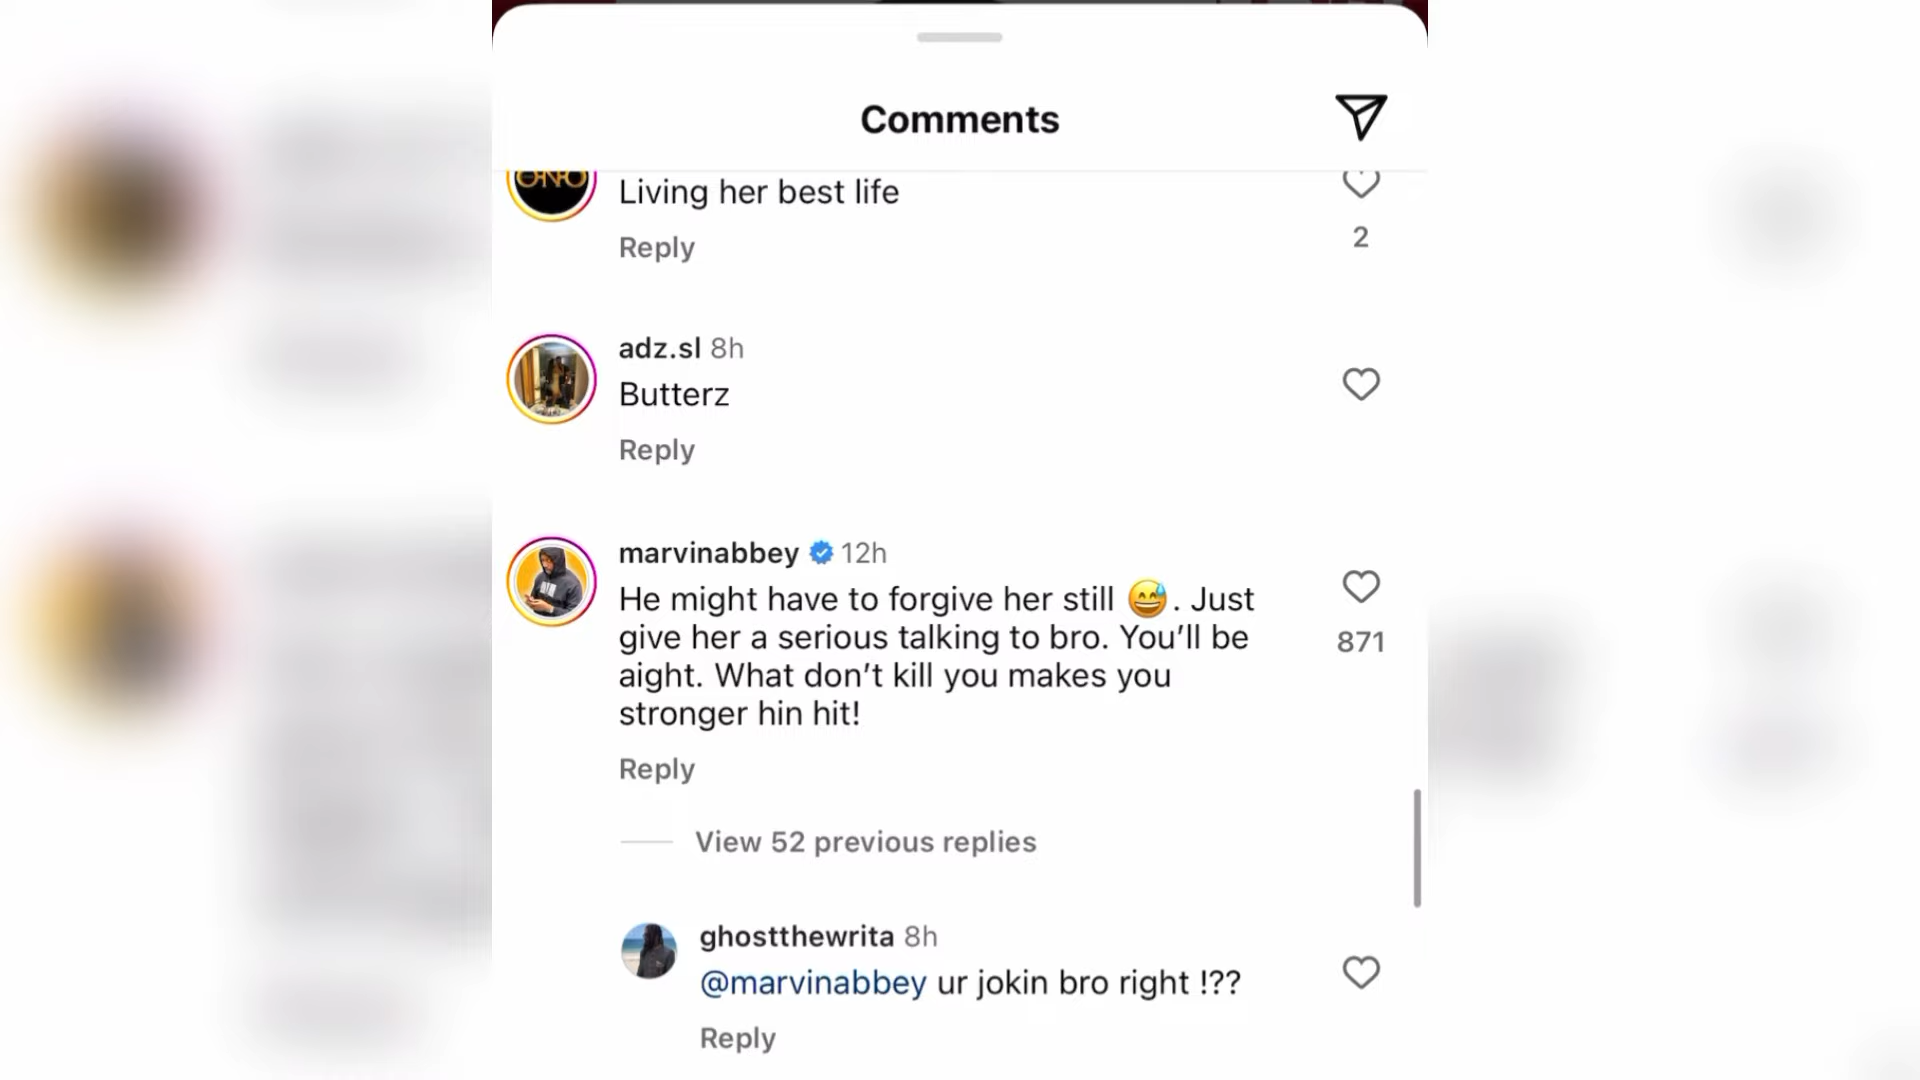 Comments
ONO
Living her best life
2
Reply
adz.sl 8h
Butterz
Reply
marvinabbey 12h
He might have to forgive her still 😅. Just
give her a serious talking to bro. You’ll be
aight. What don’t kill you makes you
stronger hin hit!
871
Reply
View 52 previous replies
ghostthewrita 8h
@marvinabbey ur jokin bro right !??
Reply